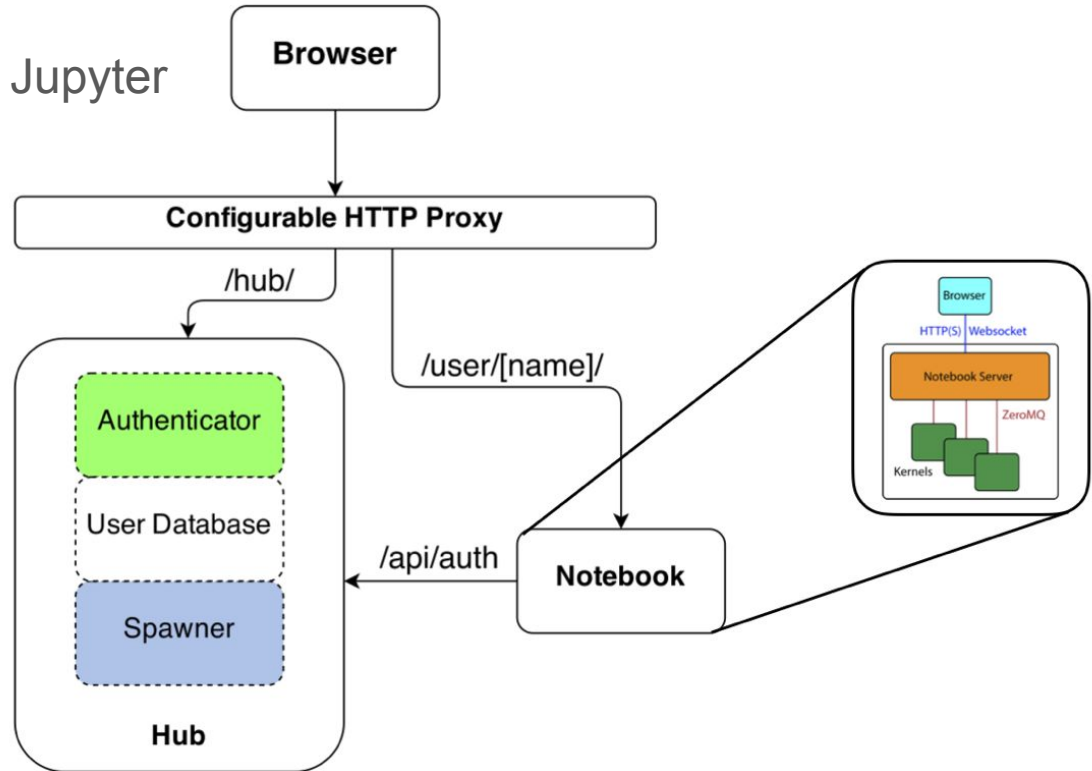 Jupyter
Browser
Configurable HTTP Proxy
/hub/
/user/[name]/
Authenticator
User Database
Spawner
Hub
/api/auth
Notebook
Browser
HTTP(S) Websocket
Notebook Server
ZeroMQ
Kernels